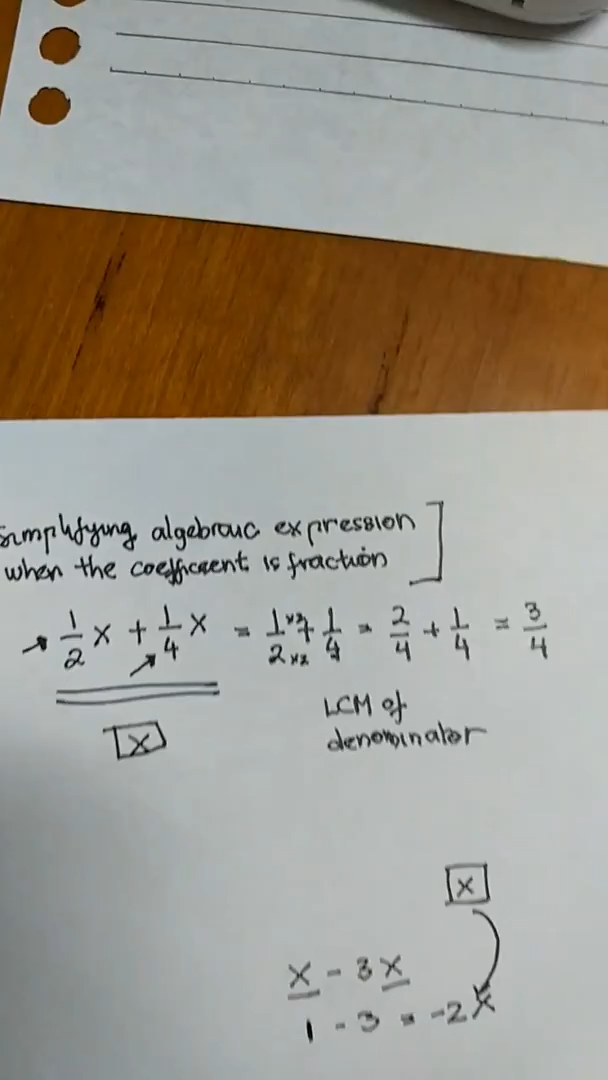 Simplifying algebraic expression
when the coefficient is fraction
1/2 x + 1/4 x = 1×2/2×2 + 1/4 = 2/4 + 1/4 = 3/4
x
LCM of
denominator
x
x - 3x
1 - 3 = -2x